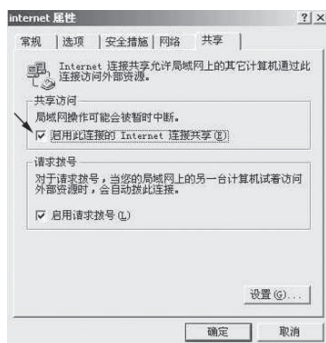 internet 属性
常规 选项 安全措施 网络 共享
Internet 连接共享允许局域网上的其它计算机通过此
连接访问外部资源。
共享访问
局域网操作可能会被暂时中断。
启用此连接的 Internet 连接共享(E)
请求拨号
对于请求拨号，当您的局域网上的另一台计算机试着访问
外部资源时，会自动拨此连接。
启用请求拨号(L)
设置(G)...
确定 取消